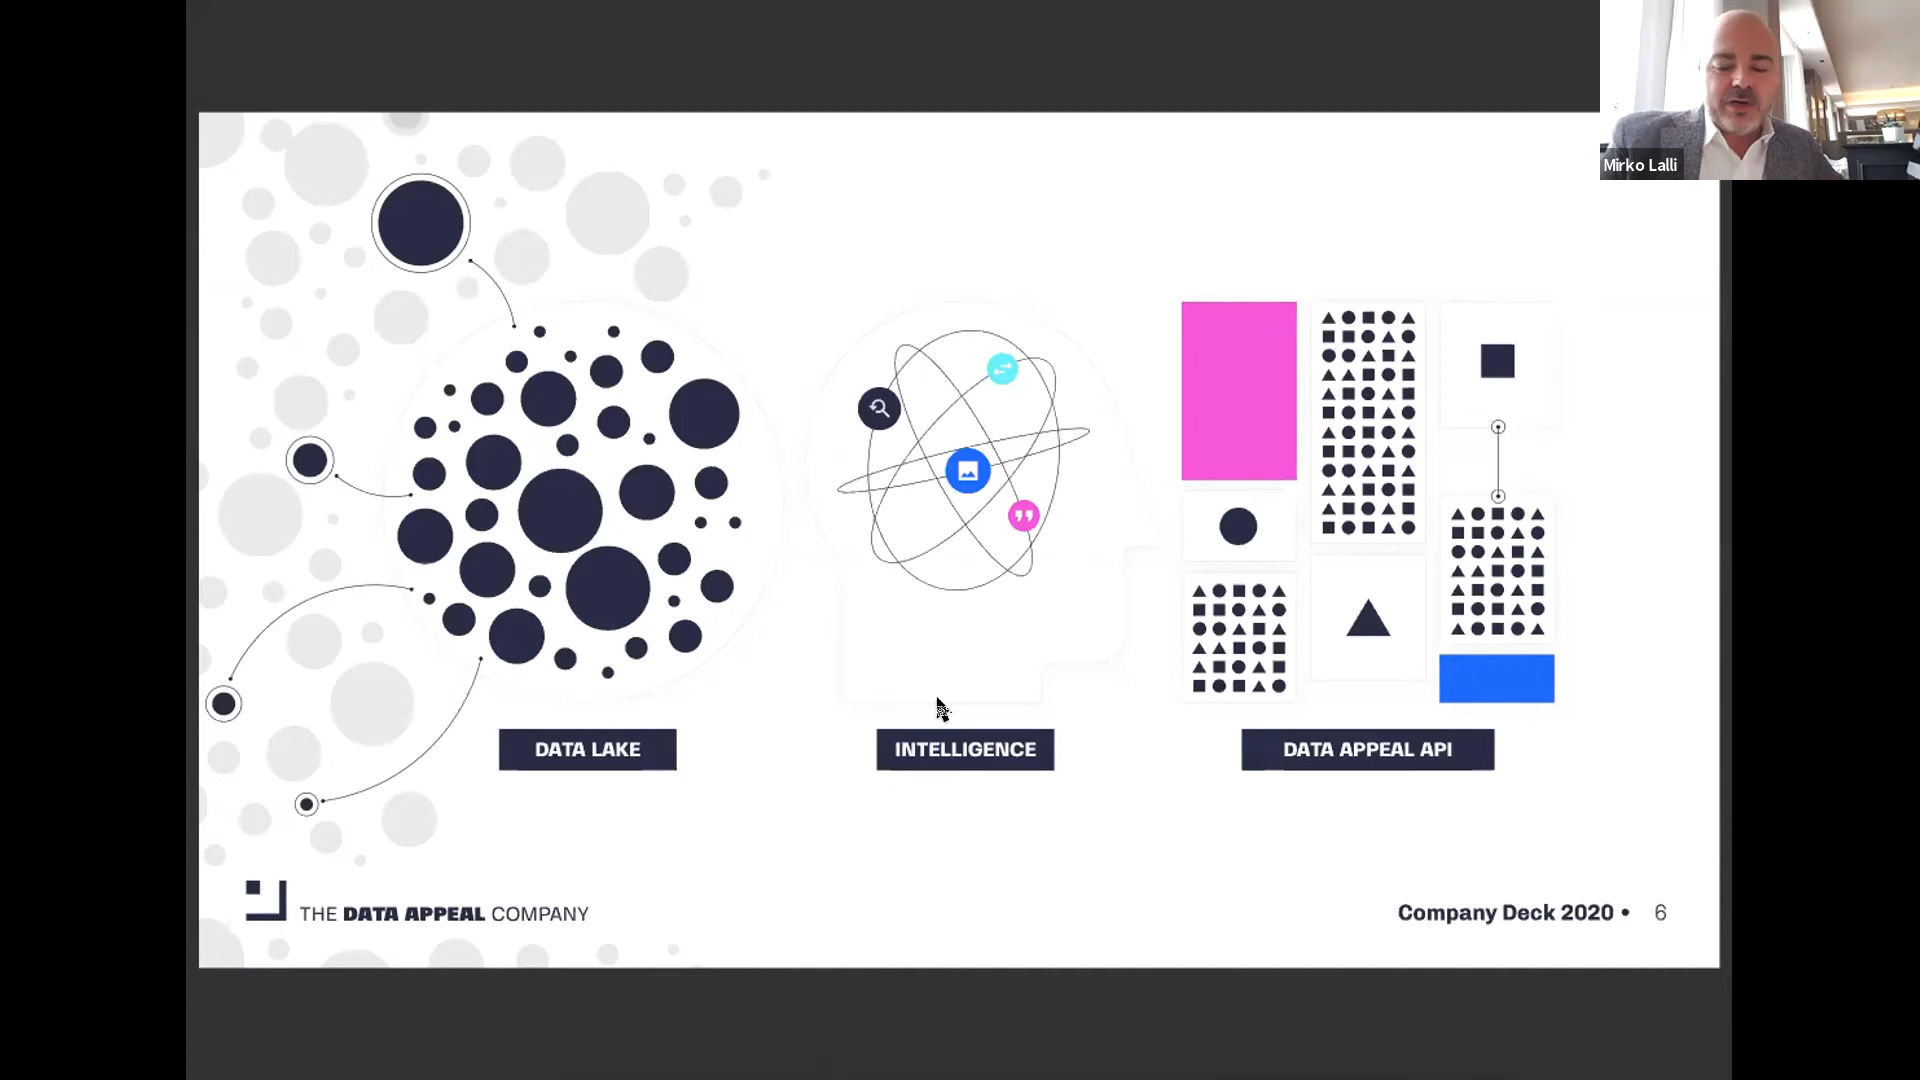 Mirko Lalli
DATA LAKE
INTELLIGENCE
DATA APPEAL API
THE DATA APPEAL COMPANY
Company Deck 2020 • 6